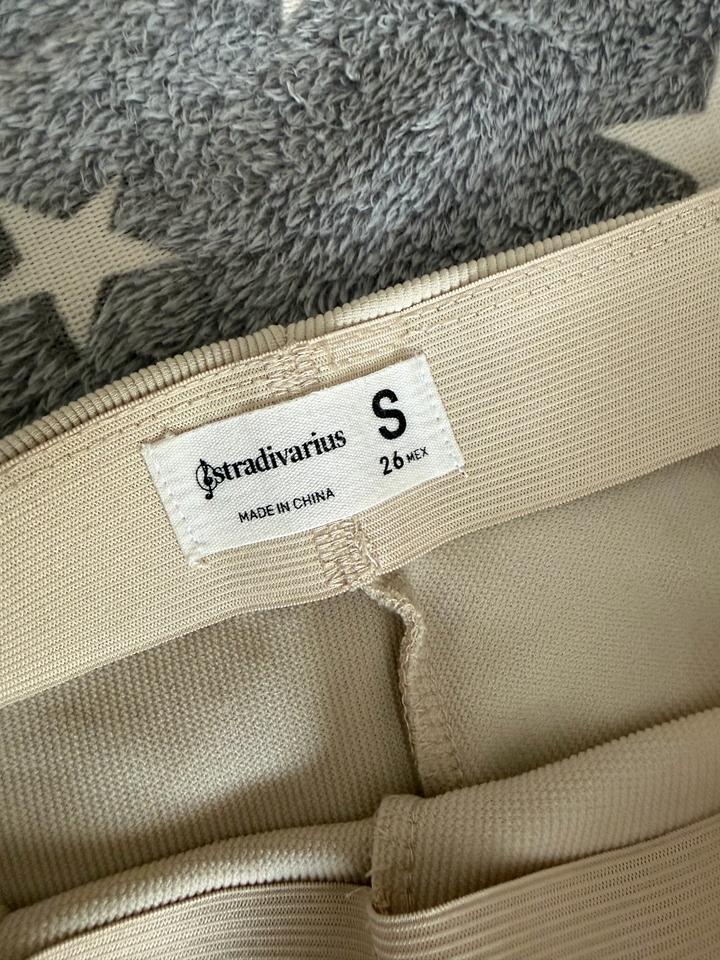 stradivarius
S
26 MEX
MADE IN CHINA